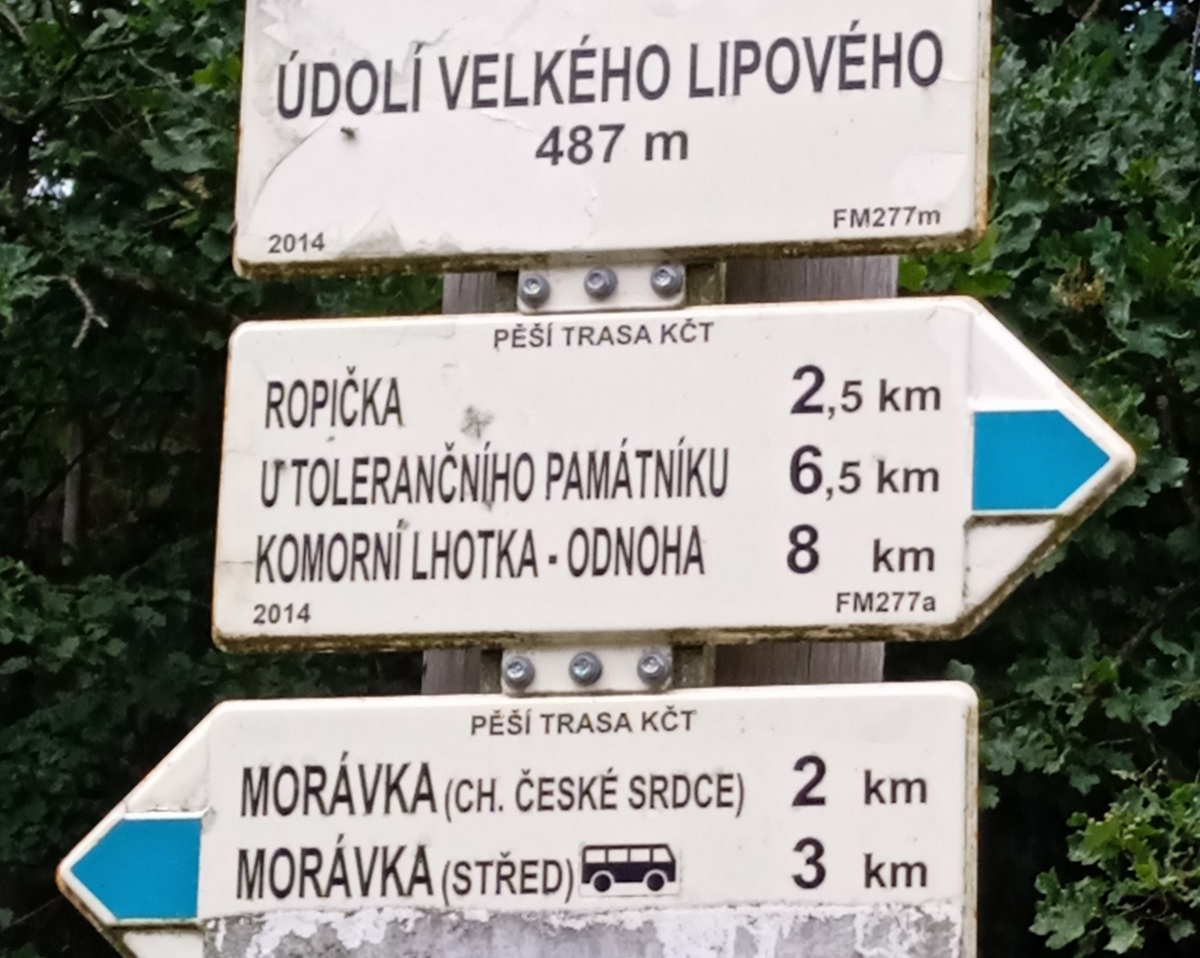 ÚDOLÍ VELKÉHO LIPOVÉHO
487 m
2014 FM277m
PĚŠÍ TRASA KČT
ROPIČKA 2,5 km
U TOLERANČNÍHO PAMÁTNÍKU 6,5 km
KOMORNÍ LHOTKA - ODNOHA 8 km
2014 FM277a
PĚŠÍ TRASA KČT
MORÁVKA (CH. ČESKÉ SRDCE) 2 km
MORÁVKA (STŘED) 3 km